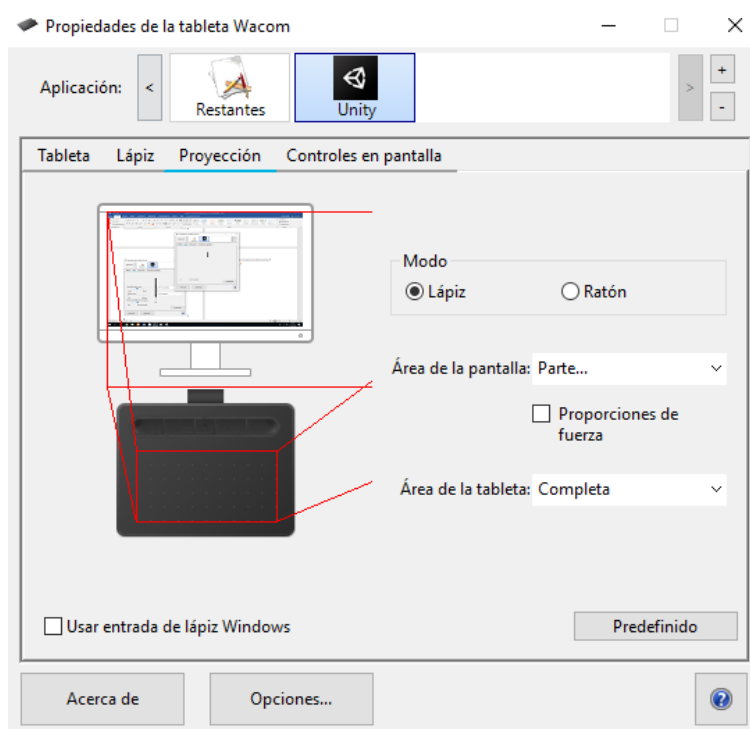 Propiedades de la tableta Wacom
Aplicación:
<
Restantes
Unity
>
+
-
Tableta Lápiz Proyección Controles en pantalla
Modo
Lápiz Ratón
Área de la pantalla: Parte...
Proporciones de
fuerza
Área de la tableta: Completa
Usar entrada de lápiz Windows
Predefinido
Acerca de Opciones... ?